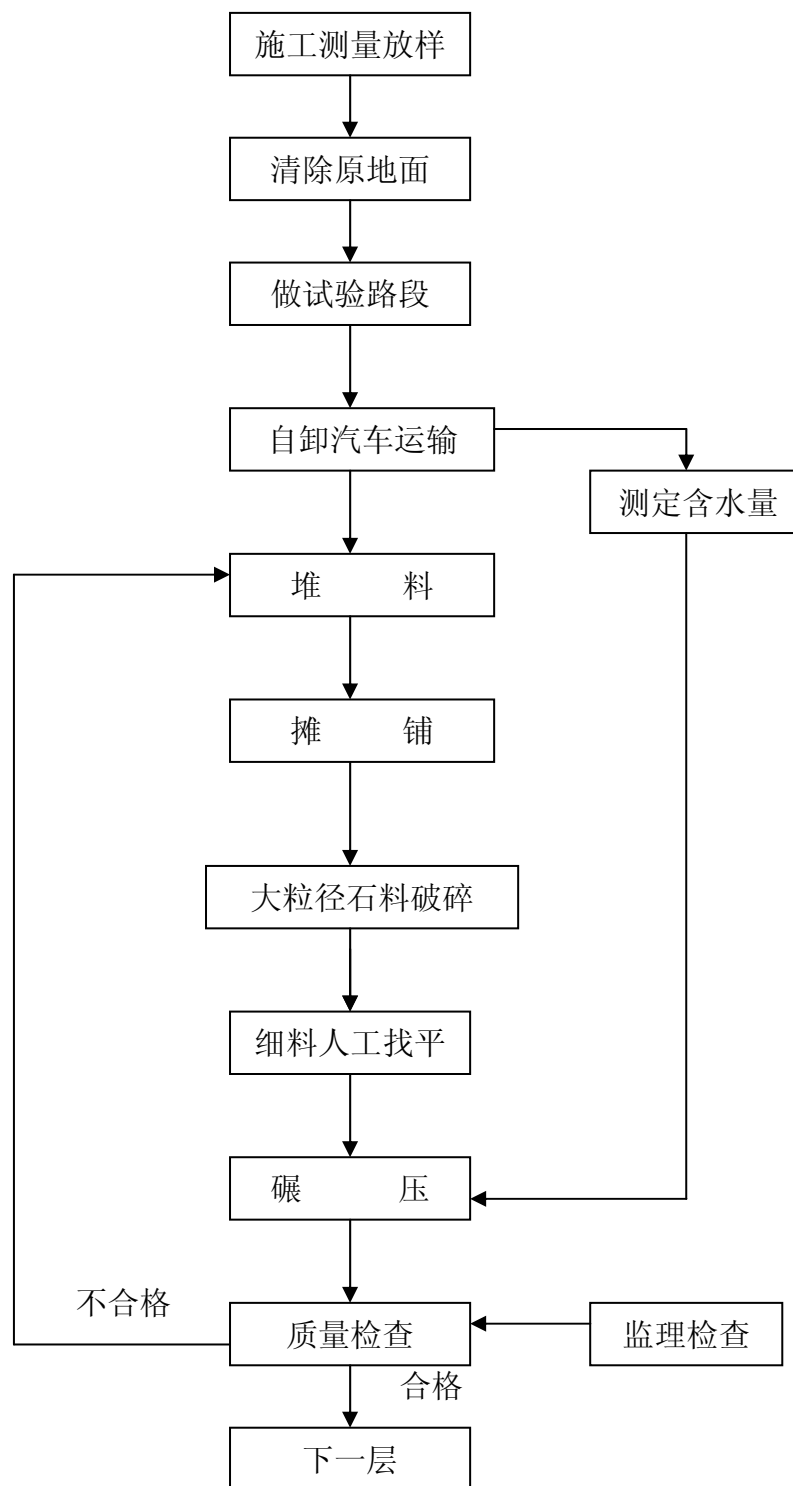 施工测量放样
清除原地面
做试验路段
自卸汽车运输
测定含水量
堆 料
摊 铺
大粒径石料破碎
细料人工找平
碾 压
不合格
质量检查
监理检查
合格
下一层